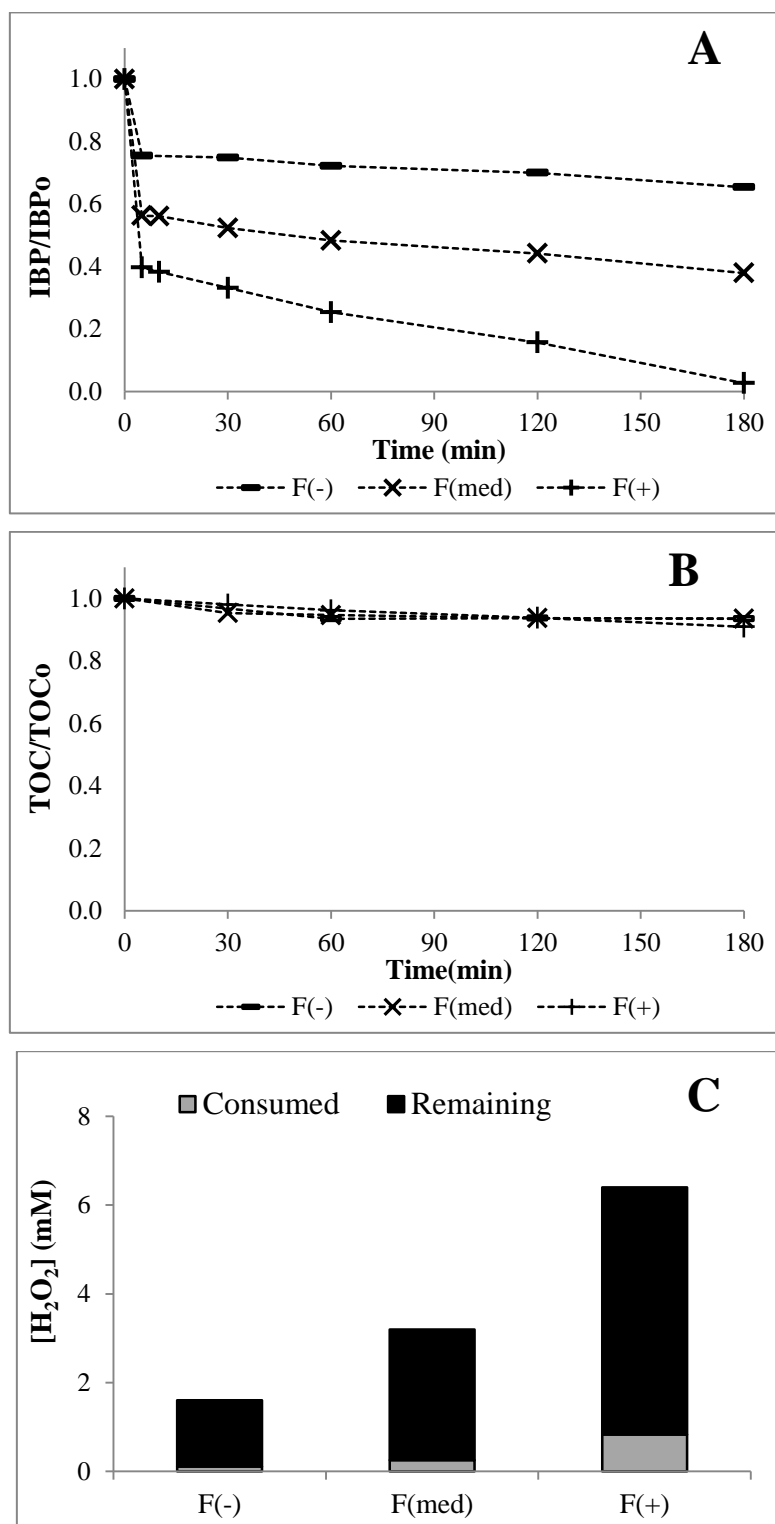 A
1.0
0.8
0.6
0.4
0.2
0.0
IBP/IBPo
0 30 60 90 120 150 180
Time (min)
F(-) F(med) F(+)
B
1.0
0.8
0.6
0.4
0.2
0.0
TOC/TOCo
0 30 60 90 120 150 180
Time(min)
F(-) F(med) F(+)
Consumed Remaining C
8
6
4
2
0
[H₂O₂] (mM)
F(-) F(med) F(+)